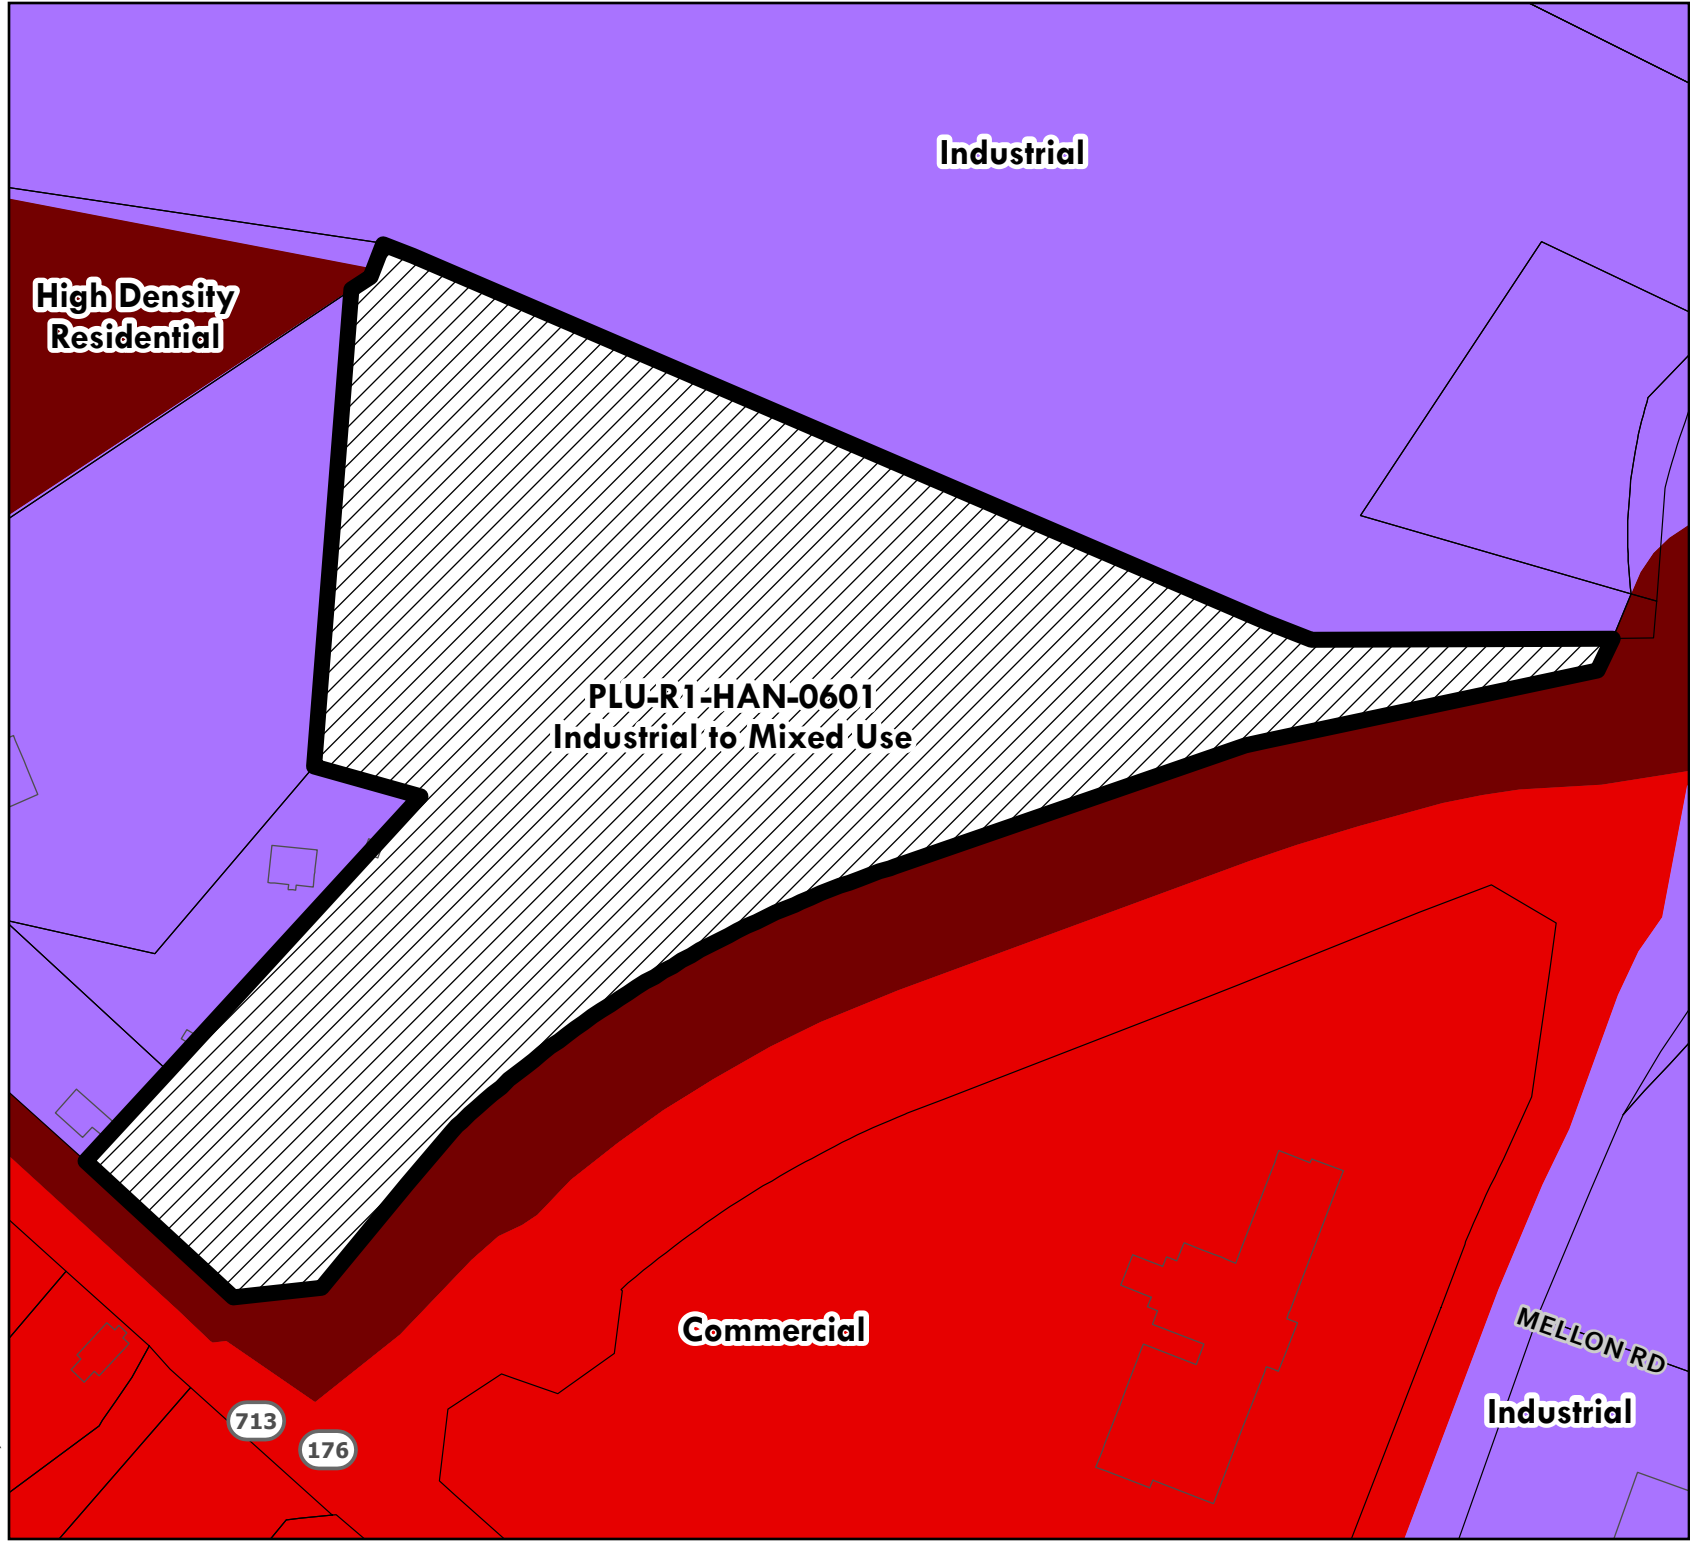 Industrial
High Density
Residential
PLU-R1-HAN-0601
Industrial to Mixed Use
Commercial
MELLON RD
Industrial
713
176